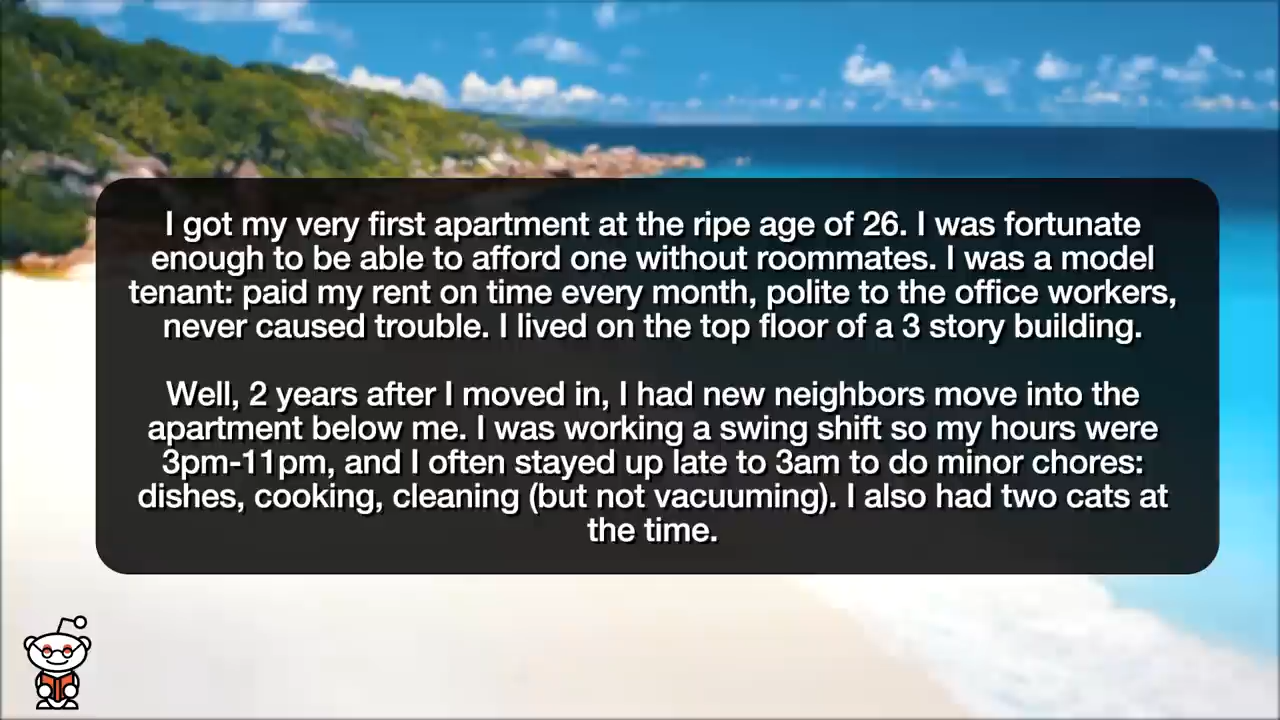 I got my very first apartment at the ripe age of 26. I was fortunate
enough to be able to afford one without roommates. I was a model
tenant: paid my rent on time every month, polite to the office workers,
never caused trouble. I lived on the top floor of a 3 story building.
Well, 2 years after I moved in, I had new neighbors move into the
apartment below me. I was working a swing shift so my hours were
3pm-11pm, and I often stayed up late to 3am to do minor chores:
dishes, cooking, cleaning (but not vacuuming). I also had two cats at
the time.